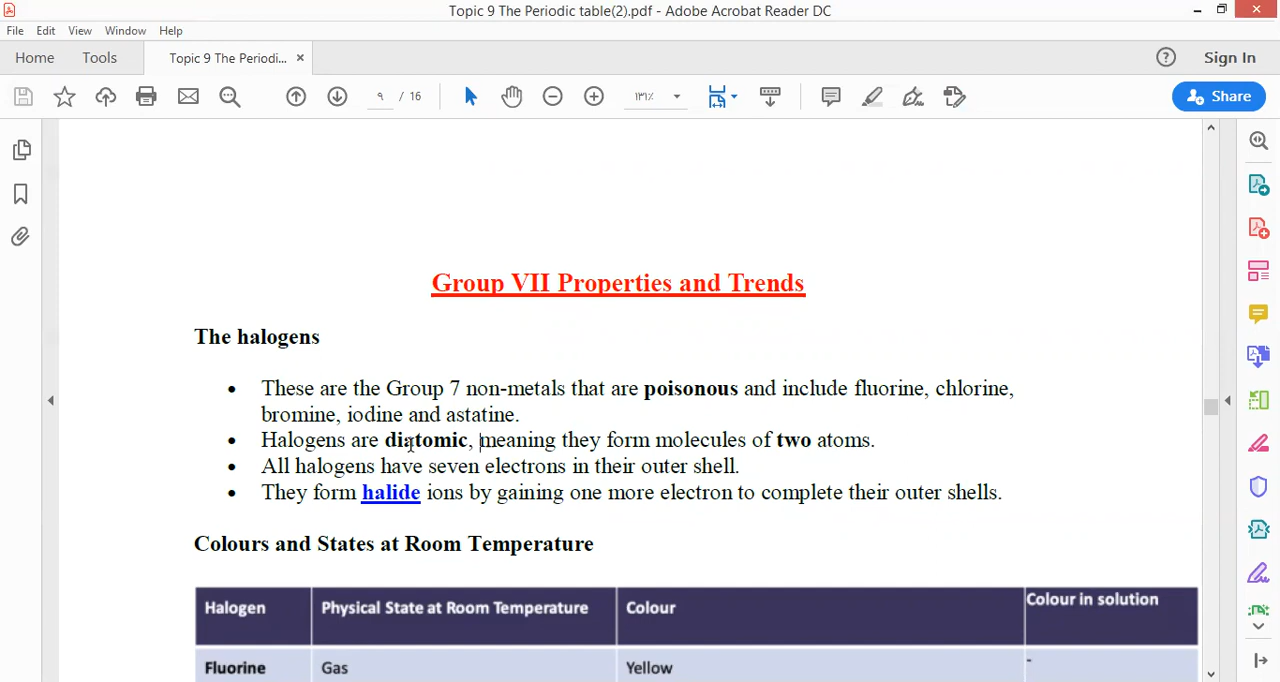 Topic 9 The Periodic table(2).pdf - Adobe Acrobat Reader DC
File Edit View Window Help
Home Tools Topic 9 The Periodi... ×
? Sign In
٩ / 16
١٣١٪
Share
Group VII Properties and Trends
The halogens
• These are the Group 7 non-metals that are poisonous and include fluorine, chlorine,
bromine, iodine and astatine.
• Halogens are diatomic, meaning they form molecules of two atoms.
• All halogens have seven electrons in their outer shell.
• They form halide ions by gaining one more electron to complete their outer shells.
Colours and States at Room Temperature
Halogen Physical State at Room Temperature Colour Colour in solution
Fluorine Gas Yellow -